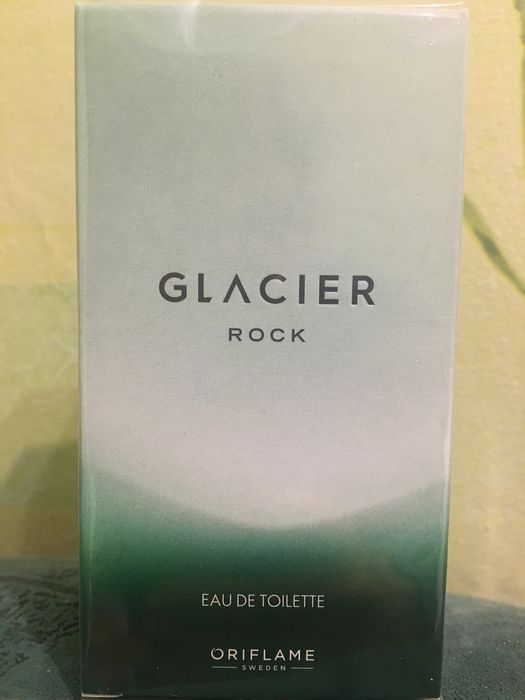 GLACIER
ROCK
EAU DE TOILETTE
ORIFLAME
SWEDEN